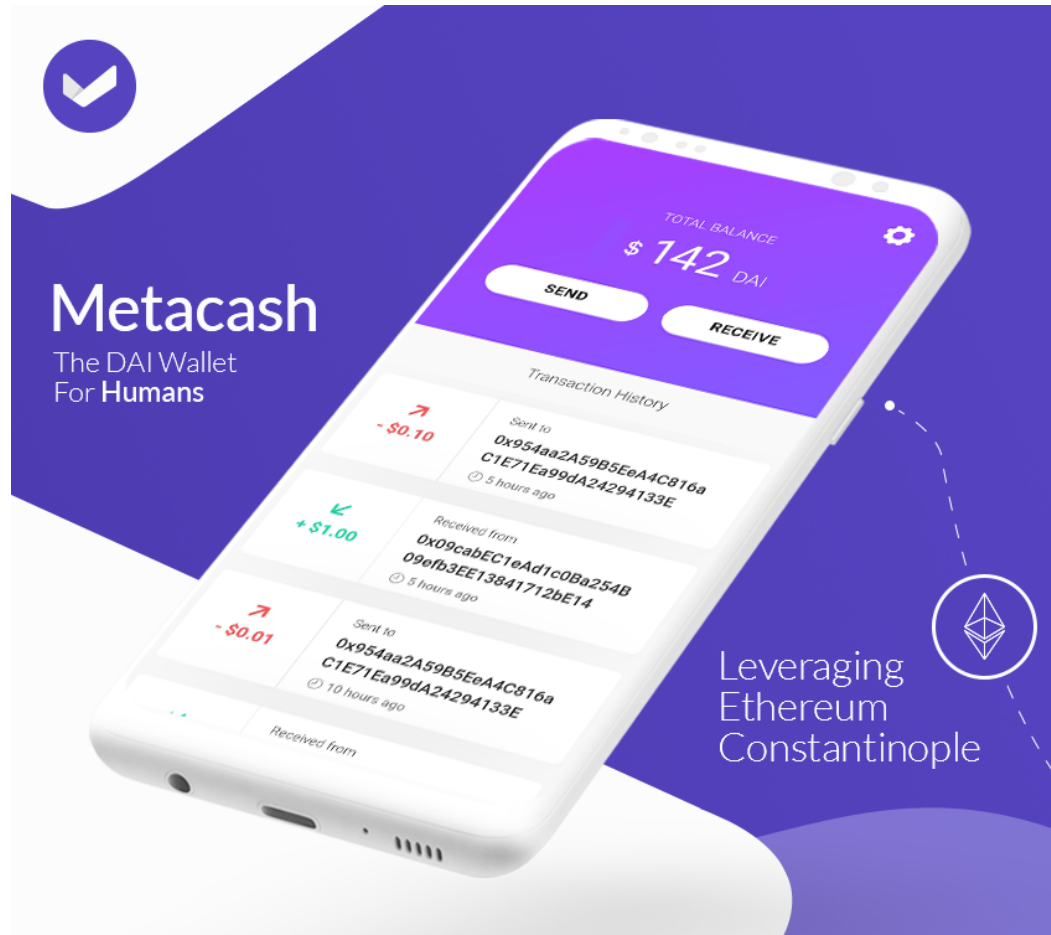 TOTAL BALANCE
$ 142 DAI
SEND
RECEIVE
Metacash
The DAI Wallet
For Humans
Transaction History
- $0.10
Sent to
0x954aa2A59B5EeA4C816a
C1E71Ea99dA24294133E
5 hours ago
+ $1.00
Received from
0x09cabEC1eAd1c0Ba254B
09efb3EE13841712bE14
5 hours ago
- $0.01
Sent to
0x954aa2A59B5EeA4C816a
C1E71Ea99dA24294133E
10 hours ago
Received from
Leveraging
Ethereum
Constantinople